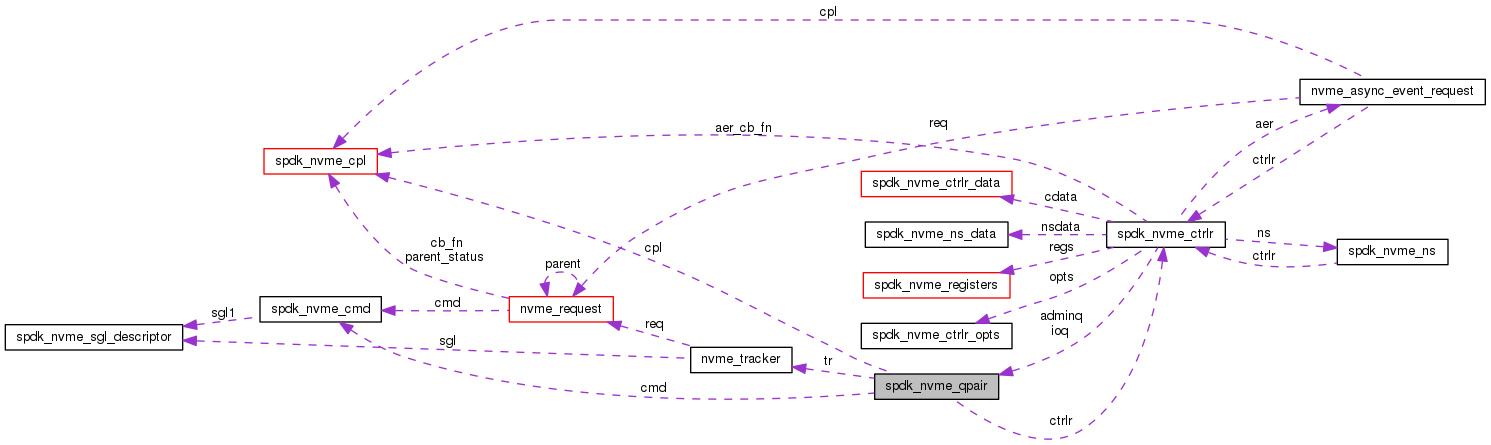 cpl
nvme_async_event_request
req
aer_cb_fn
aer
spdk_nvme_cpl
ctrlr
spdk_nvme_ctrlr_data
cdata
nsdata
spdk_nvme_ns_data
spdk_nvme_ctrlr
ns
cb_fn
parent_status
cpl
regs
spdk_nvme_ns
ctrlr
parent
opts
spdk_nvme_registers
sgl1
spdk_nvme_cmd
cmd
nvme_request
adminq
ioq
req
spdk_nvme_sgl_descriptor
sgl
spdk_nvme_ctrlr_opts
nvme_tracker
tr
cmd
spdk_nvme_qpair
ctrlr